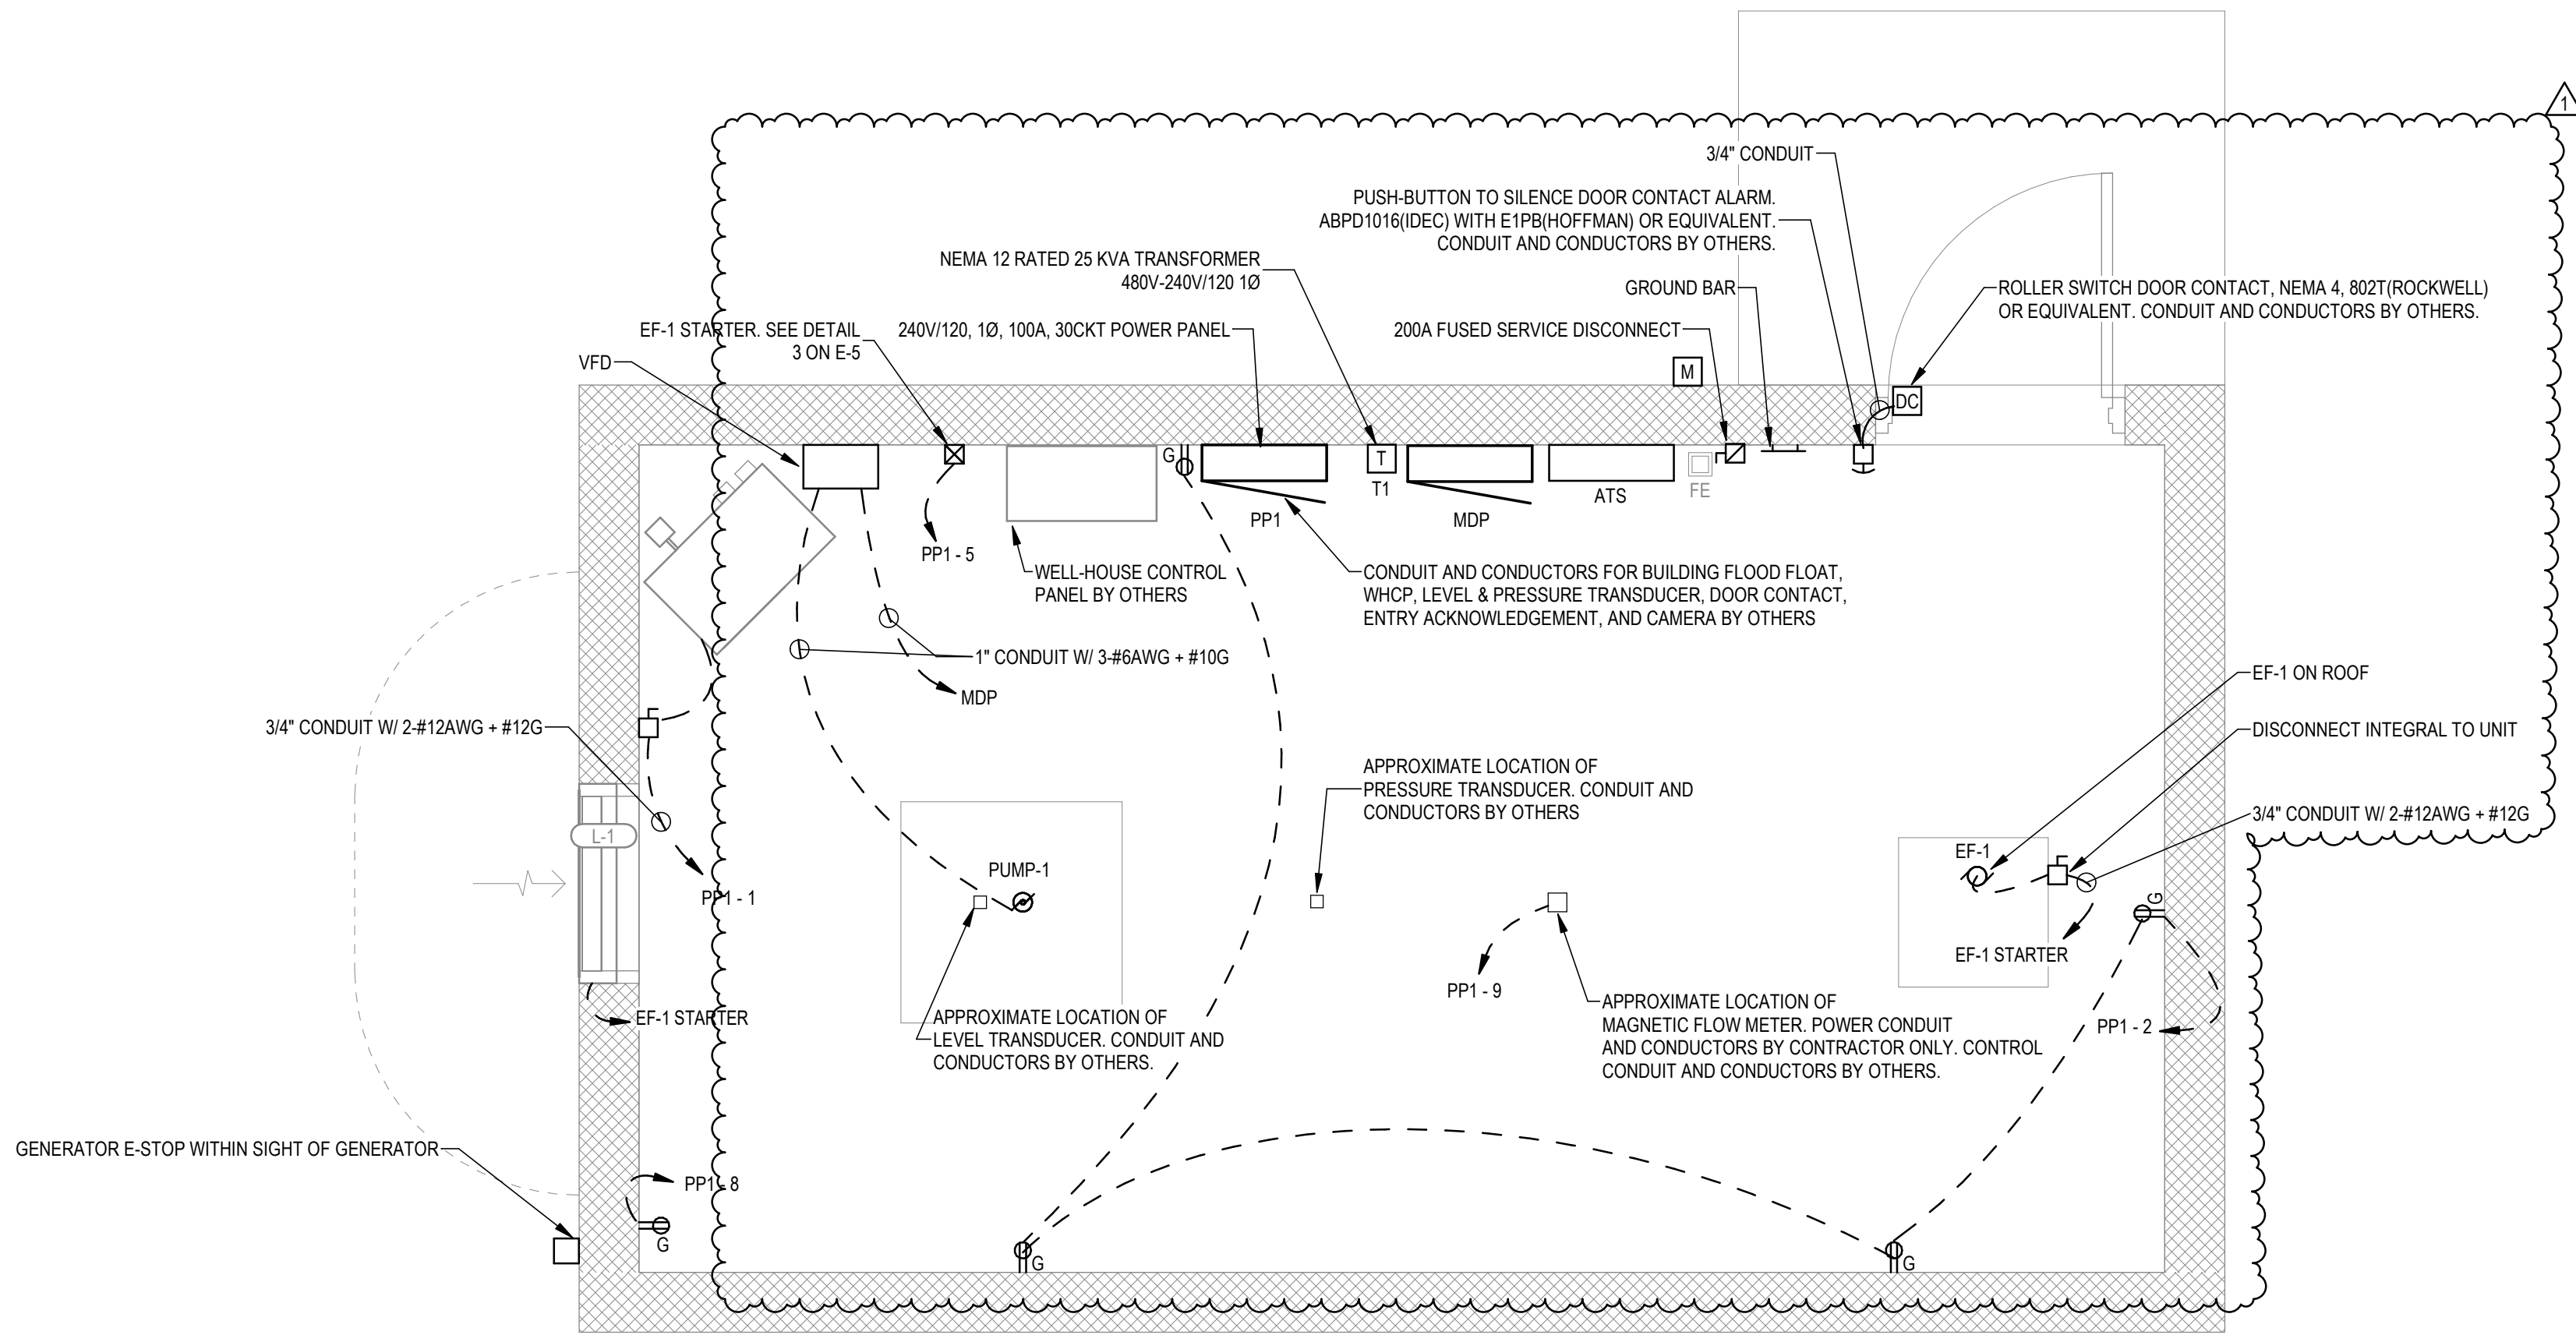 1
3/4" CONDUIT
PUSH-BUTTON TO SILENCE DOOR CONTACT ALARM.
ABPD1016(IDEC) WITH E1PB(HOFFMAN) OR EQUIVALENT.
CONDUIT AND CONDUCTORS BY OTHERS.
NEMA 12 RATED 25 KVA TRANSFORMER
480V-240V/120 1Ø
GROUND BAR
ROLLER SWITCH DOOR CONTACT, NEMA 4, 802T(ROCKWELL)
OR EQUIVALENT. CONDUIT AND CONDUCTORS BY OTHERS.
EF-1 STARTER. SEE DETAIL
3 ON E-5
240V/120, 1Ø, 100A, 30CKT POWER PANEL
200A FUSED SERVICE DISCONNECT
VFD
M
DC
G
T
T1
PP1
MDP
ATS
FE
PP1 - 5
WELL-HOUSE CONTROL
PANEL BY OTHERS
CONDUIT AND CONDUCTORS FOR BUILDING FLOOD FLOAT,
WHCP, LEVEL & PRESSURE TRANSDUCER, DOOR CONTACT,
ENTRY ACKNOWLEDGEMENT, AND CAMERA BY OTHERS
1" CONDUIT W/ 3-#6AWG + #10G
MDP
EF-1 ON ROOF
3/4" CONDUIT W/ 2-#12AWG + #12G
DISCONNECT INTEGRAL TO UNIT
APPROXIMATE LOCATION OF
PRESSURE TRANSDUCER. CONDUIT AND
CONDUCTORS BY OTHERS
3/4" CONDUIT W/ 2-#12AWG + #12G
L-1
EF-1
PUMP-1
PP1 - 1
G
EF-1 STARTER
PP1 - 9
EF-1 STARTER
APPROXIMATE LOCATION OF
LEVEL TRANSDUCER. CONDUIT AND
CONDUCTORS BY OTHERS.
APPROXIMATE LOCATION OF
MAGNETIC FLOW METER. POWER CONDUIT
AND CONDUCTORS BY CONTRACTOR ONLY. CONTROL
CONDUIT AND CONDUCTORS BY OTHERS.
PP1 - 2
GENERATOR E-STOP WITHIN SIGHT OF GENERATOR
PP1 - 8
G
G
G